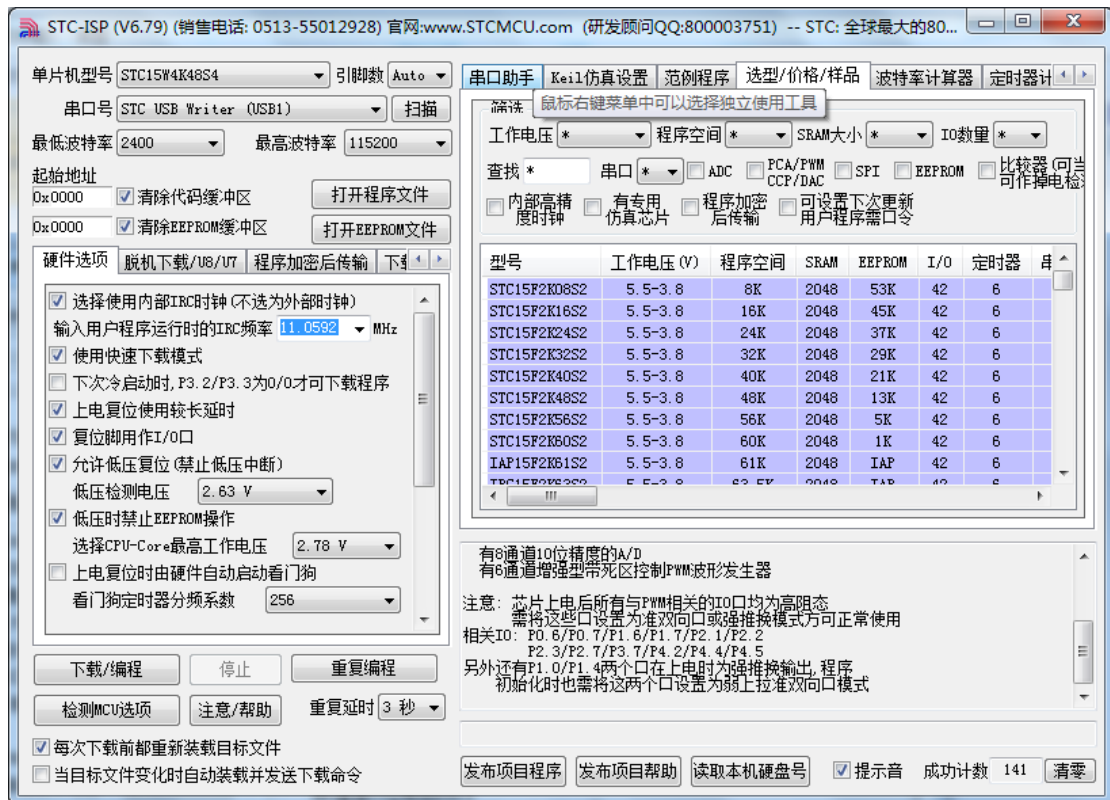 STC-ISP (V6.79) (销售电话: 0513-55012928) 官网:www.STCMCU.com (研发顾问QQ:800003751) -- STC: 全球最大的80...
单片机型号 STC15W4K48S4 引脚数 Auto
串口号 STC USB Writer (USB1) 扫描
最低波特率 2400 最高波特率 115200
起始地址
0x0000 清除代码缓冲区 打开程序文件
0x0000 清除EEPROM缓冲区 打开EEPROM文件
硬件选项 脱机下载/U8/U7 程序加密后传输
选择使用内部IRC时钟(不选为外部时钟)
输入用户程序运行时的IRC频率 11.0592 MHz
使用快速下载模式
下次冷启动时,P3.2/P3.3为0/0才可下载程序
上电复位使用较长延时
复位脚用作I/O口
允许低压复位(禁止低压中断)
低压检测电压 2.63 V
低压时禁止EEPROM操作
选择CPU-Core最高工作电压 2.78 V
上电复位时由硬件自动启动看门狗
看门狗定时器分频系数 256
下载/编程 停止 重复编程
检测MCU选项 注意/帮助 重复延时 3 秒
每次下载前都重新装载目标文件
当目标文件变化时自动装载并发送下载命令
串口助手 Keil仿真设置 范例程序 选型/价格/样品 波特率计算器 定时器计
筛选 鼠标右键菜单中可以选择独立使用工具
工作电压 * 程序空间 * SRAM大小 * IO数量 *
查找 * 串口 * ADC PCA/PWM CCP/DAC SPI EEPROM 比较器(可当可作掉电检
内部高精度时钟 有专用仿真芯片 程序加密后传输 可设置下次更新用户程序需口令
型号 工作电压(V) 程序空间 SRAM EEPROM I/O 定时器 串
STC15F2K08S2 5.5-3.8 8K 2048 53K 42 6
STC15F2K16S2 5.5-3.8 16K 2048 45K 42 6
STC15F2K24S2 5.5-3.8 24K 2048 37K 42 6
STC15F2K32S2 5.5-3.8 32K 2048 29K 42 6
STC15F2K40S2 5.5-3.8 40K 2048 21K 42 6
STC15F2K48S2 5.5-3.8 48K 2048 13K 42 6
STC15F2K56S2 5.5-3.8 56K 2048 5K 42 6
STC15F2K60S2 5.5-3.8 60K 2048 1K 42 6
IAP15F2K61S2 5.5-3.8 61K 2048 IAP 42 6
有8通道10位精度的A/D
有6通道增强型带死区控制PWM波形发生器
注意: 芯片上电后所有与PWM相关的IO口均为高阻态
需将这些口设置为准双向口或强推挽模式方可正常使用
相关IO: P0.6/P0.7/P1.6/P1.7/P2.1/P2.2
P2.3/P2.7/P3.7/P4.2/P4.4/P4.5
另外还有P1.0/P1.4两个口在上电时为强推挽输出,程序
初始化时也需将这两个口设置为弱上拉准双向口模式
发布项目程序 发布项目帮助 读取本机硬盘号 提示音 成功计数 141 清零